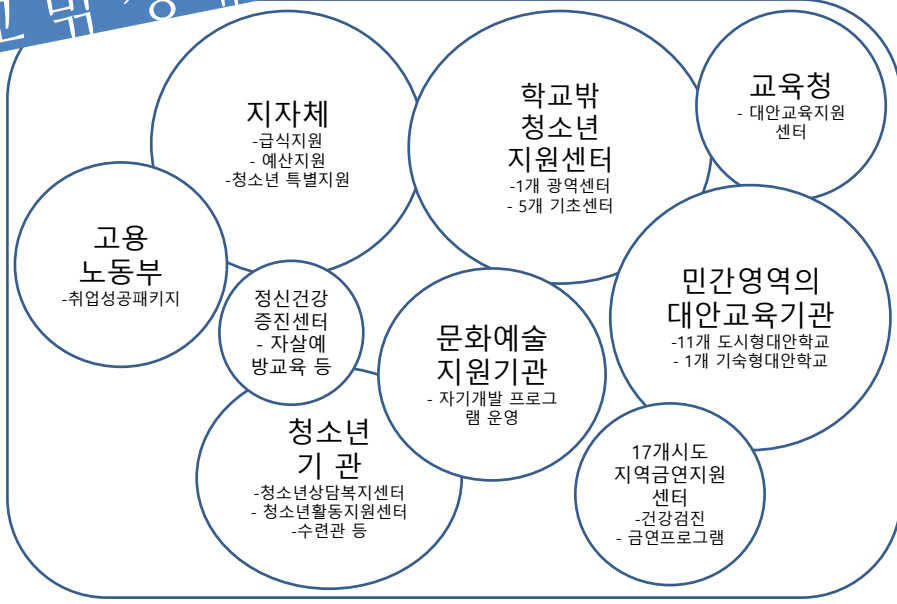 밖
지자체
-급식지원
- 예산지원
-청소년 특별지원
학교밖
청소년
지원센터
-1개 광역센터
- 5개 기초센터
교육청
- 대안교육지원
센터
고용
노동부
-취업성공패키지
정신건강
증진센터
- 자살예
방교육 등
문화예술
지원기관
- 자기개발 프로그
램 운영
민간영역의
대안교육기관
-11개 도시형대안학교
- 1개 기숙형대안학교
청소년
기 관
-청소년상담복지센터
- 청소년활동지원센터
-수련관 등
17개시도
지역금연지원
센터
-건강검진
- 금연프로그램